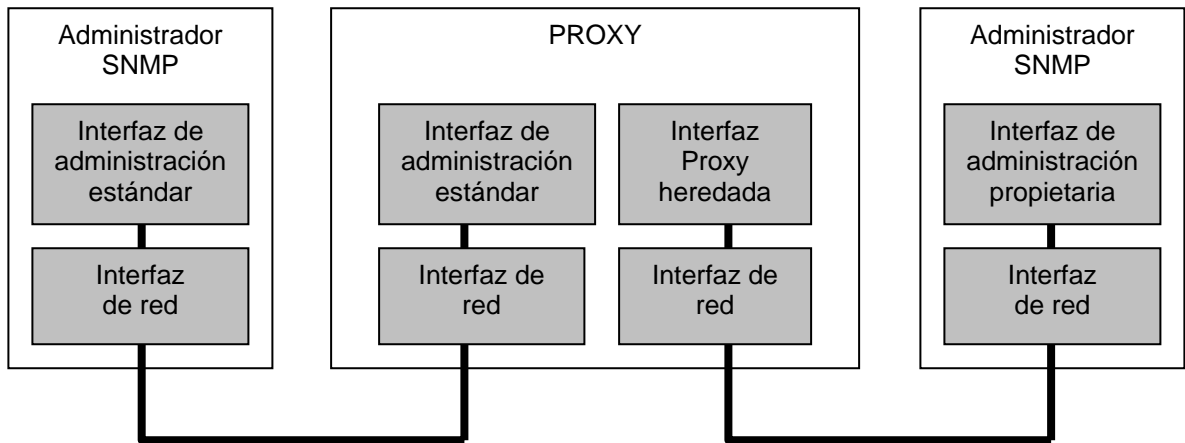 Administrador
SNMP
Interfaz de
administración
estándar
Interfaz
de red
PROXY
Interfaz de
administración
estándar
Interfaz
Proxy
heredada
Interfaz de
red
Interfaz de
red
Administrador
SNMP
Interfaz de
administración
propietaria
Interfaz
de red